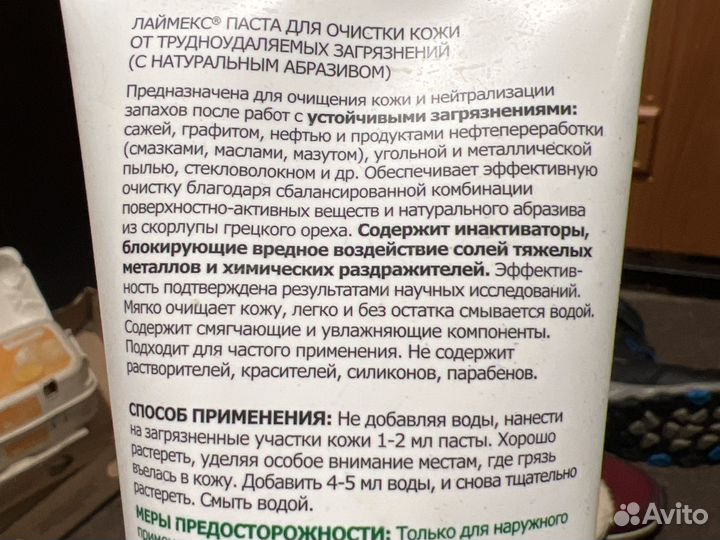 ЛАЙМЕКС® ПАСТА ДЛЯ ОЧИСТКИ КОЖИ
ОТ ТРУДНОУДАЛЯЕМЫХ ЗАГРЯЗНЕНИЙ
(С НАТУРАЛЬНЫМ АБРАЗИВОМ)
Предназначена для очищения кожи и нейтрализации
запахов после работ с устойчивыми загрязнениями:
сажей, графитом, нефтью и продуктами нефтепереработки
(смазками, маслами, мазутом), угольной и металлической
пылью, стекловолокном и др. Обеспечивает эффективную
очистку благодаря сбалансированной комбинации
поверхностно-активных веществ и натурального абразива
из скорлупы грецкого ореха. Содержит инактиваторы,
блокирующие вредное воздействие солей тяжелых
металлов и химических раздражителей. Эффектив-
ность подтверждена результатами научных исследований.
Мягко очищает кожу, легко и без остатка смывается водой.
Содержит смягчающие и увлажняющие компоненты.
Подходит для частого применения. Не содержит
растворителей, красителей, силиконов, парабенов.
СПОСОБ ПРИМЕНЕНИЯ: Не добавляя воды, нанести
на загрязненные участки кожи 1-2 мл пасты. Хорошо
растереть, уделяя особое внимание местам, где грязь
въелась в кожу. Добавить 4-5 мл воды, и снова тщательно
растереть. Смыть водой.
МЕРЫ ПРЕДОСТОРОЖНОСТИ: Только для наружного
Avito